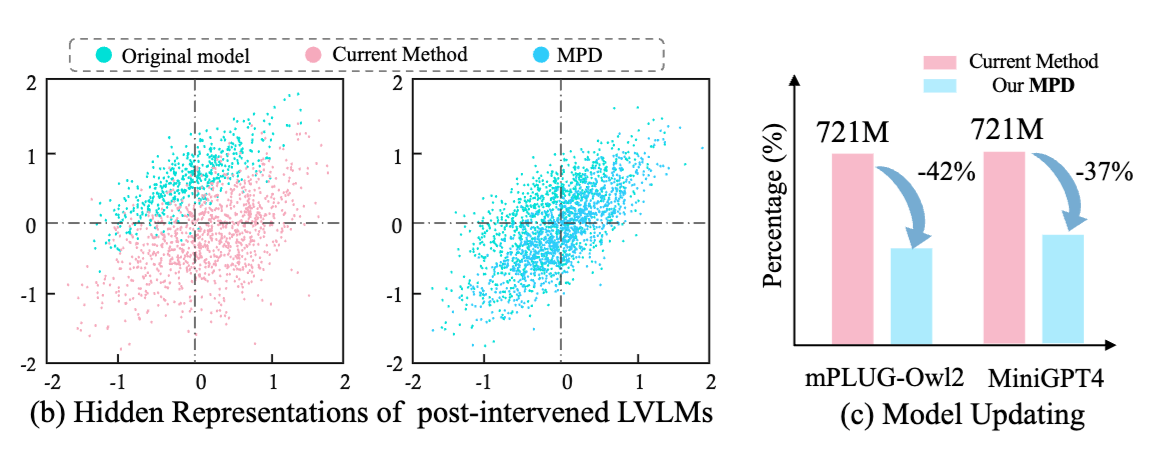 Original model
Current Method
MPD
2
1
0
-1
-2
-2
-1
0
1
2
2
1
0
-1
-2
-2
-1
0
1
2
(b) Hidden Representations of post-intervened LVLMs
Current Method
Our MPD
Percentage (%)
721M
-42%
721M
-37%
mPLUG-Owl2
MiniGPT4
(c) Model Updating